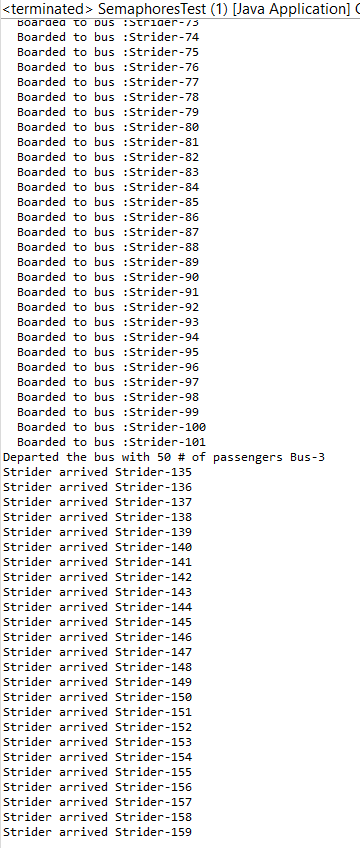 <terminated> SemaphoresTest (1) [Java Application]
Boarded to bus :Strider-73
Boarded to bus :Strider-74
Boarded to bus :Strider-75
Boarded to bus :Strider-76
Boarded to bus :Strider-77
Boarded to bus :Strider-78
Boarded to bus :Strider-79
Boarded to bus :Strider-80
Boarded to bus :Strider-81
Boarded to bus :Strider-82
Boarded to bus :Strider-83
Boarded to bus :Strider-84
Boarded to bus :Strider-85
Boarded to bus :Strider-86
Boarded to bus :Strider-87
Boarded to bus :Strider-88
Boarded to bus :Strider-89
Boarded to bus :Strider-90
Boarded to bus :Strider-91
Boarded to bus :Strider-92
Boarded to bus :Strider-93
Boarded to bus :Strider-94
Boarded to bus :Strider-95
Boarded to bus :Strider-96
Boarded to bus :Strider-97
Boarded to bus :Strider-98
Boarded to bus :Strider-99
Boarded to bus :Strider-100
Boarded to bus :Strider-101
Departed the bus with 50 # of passengers Bus-3
Strider arrived Strider-135
Strider arrived Strider-136
Strider arrived Strider-137
Strider arrived Strider-138
Strider arrived Strider-139
Strider arrived Strider-140
Strider arrived Strider-141
Strider arrived Strider-142
Strider arrived Strider-143
Strider arrived Strider-144
Strider arrived Strider-145
Strider arrived Strider-146
Strider arrived Strider-147
Strider arrived Strider-148
Strider arrived Strider-149
Strider arrived Strider-150
Strider arrived Strider-151
Strider arrived Strider-152
Strider arrived Strider-153
Strider arrived Strider-154
Strider arrived Strider-155
Strider arrived Strider-156
Strider arrived Strider-157
Strider arrived Strider-158
Strider arrived Strider-159